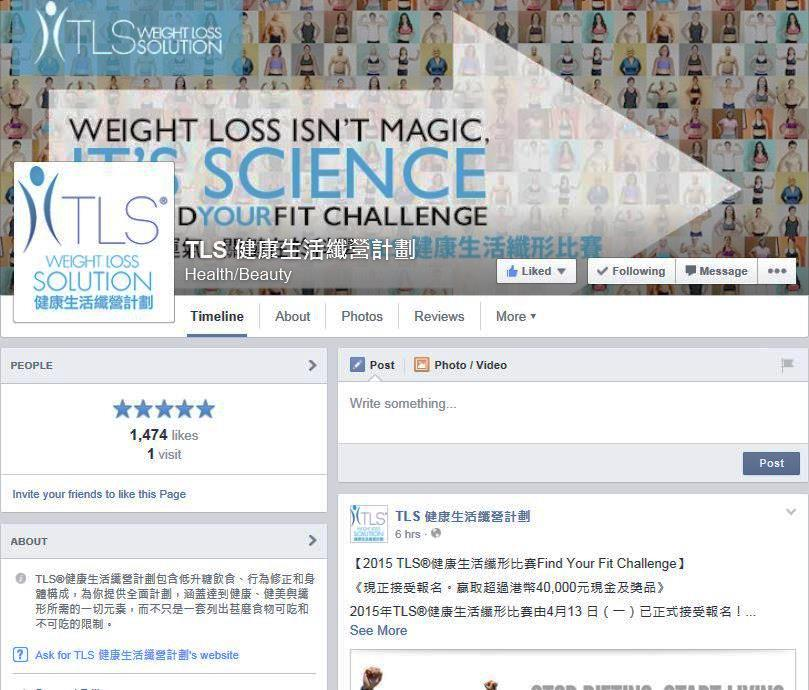 TLS WEIGHT LOSS SOLUTION
WEIGHT LOSS ISN'T MAGIC,
IT'S SCIENCE
DYOURFIT CHALLENGE
健康生活纖形比賽
TLS®
WEIGHT LOSS
SOLUTION
健康生活纖營計劃
TLS 健康生活纖營計劃
Health/Beauty
Liked
Following
Message
Timeline
About
Photos
Reviews
More
PEOPLE
1,474 likes
1 visit
Invite your friends to like this Page
ABOUT
TLS®健康生活纖營計劃包含低升糖飲食、行為修正和身
體構成，為你提供全面計劃，涵蓋達到健康、健美與纖
形所需的一切元素，而不只是一套列出甚麼食物可吃和
不可吃的限制。
Ask for TLS 健康生活纖營計劃's website
Post
Photo / Video
Write something...
Post
TLS 健康生活纖營計劃
6 hrs ·
【2015 TLS®健康生活纖形比賽Find Your Fit Challenge】
《現正接受報名。贏取超過港幣40,000元現金及獎品》
2015年TLS®健康生活纖形比賽由4月13 日（一）已正式接受報名！...
See More
STOP DIETING. START LIVING